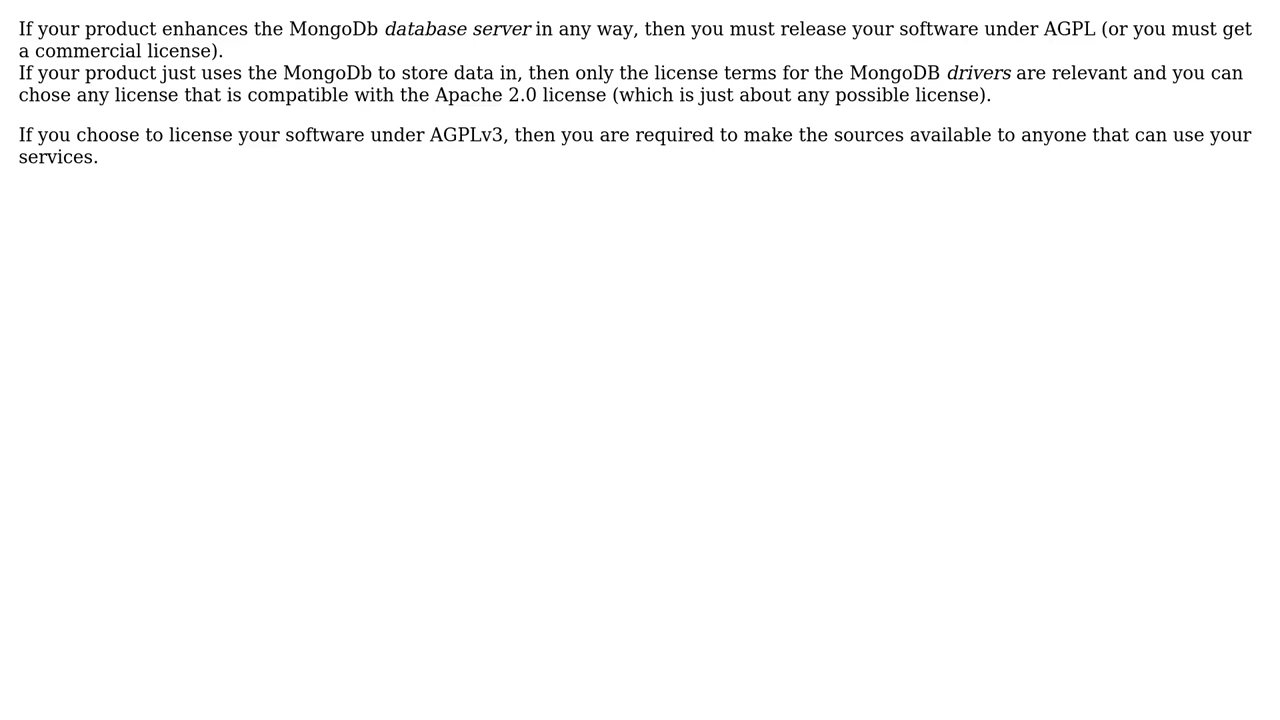 If your product enhances the MongoDb database server in any way, then you must release your software under AGPL (or you must get
a commercial license).
If your product just uses the MongoDb to store data in, then only the license terms for the MongoDB drivers are relevant and you can
chose any license that is compatible with the Apache 2.0 license (which is just about any possible license).
If you choose to license your software under AGPLv3, then you are required to make the sources available to anyone that can use your
services.